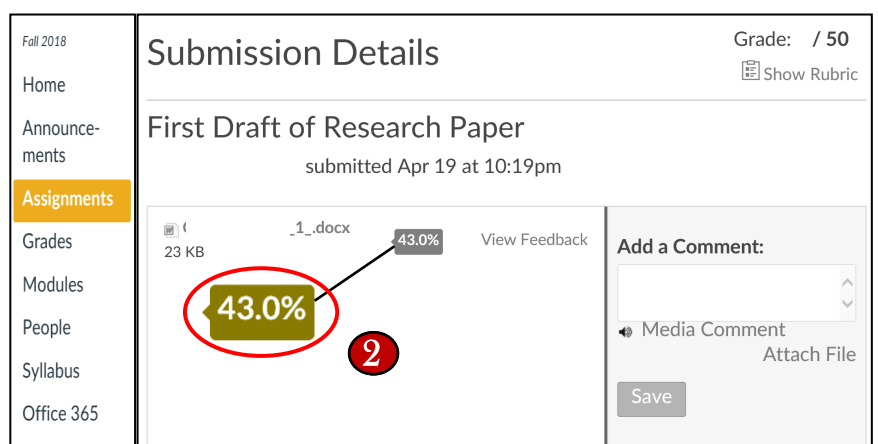 Fall 2018
Home
Announce-
ments
Assignments
Grades
Modules
People
Syllabus
Office 365
Submission Details
Grade: / 50
Show Rubric
First Draft of Research Paper
submitted Apr 19 at 10:19pm
_1_.docx
23 KB
43.0%
View Feedback
43.0%
2
Add a Comment:
Media Comment
Attach File
Save